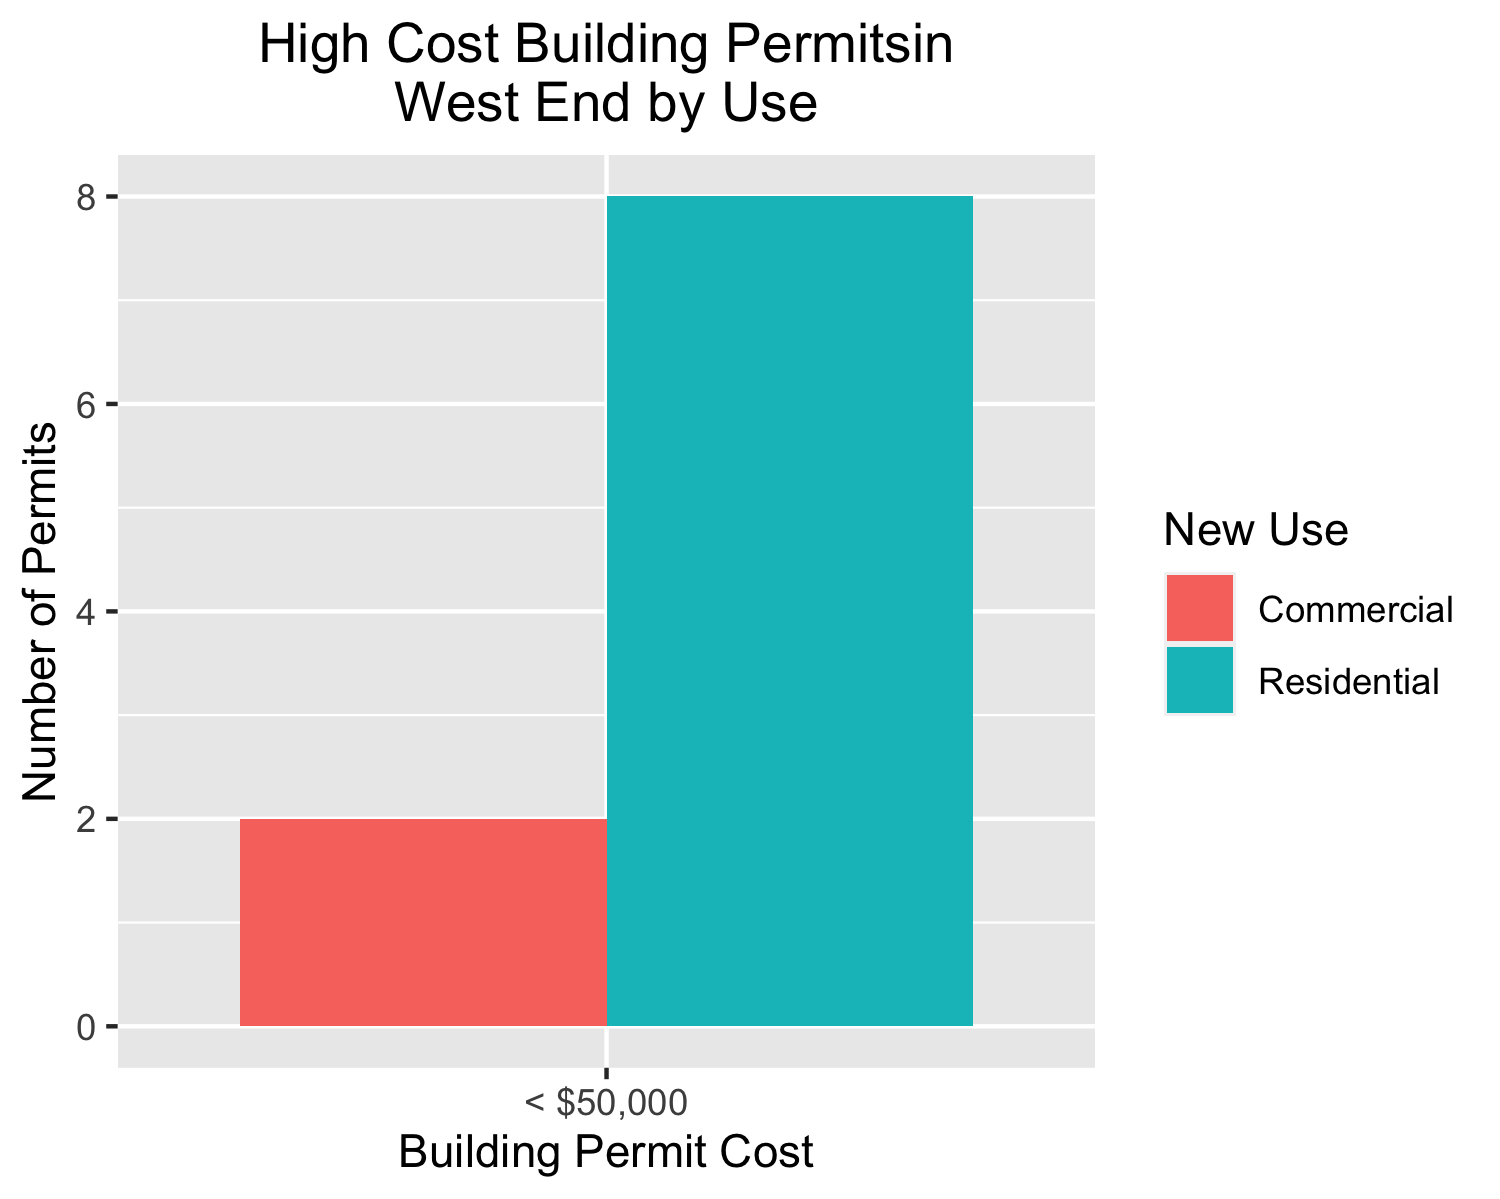 High Cost Building Permitsin
West End by Use
Number of Permits
8
6
4
2
0
< $50,000
Building Permit Cost
New Use
Commercial
Residential